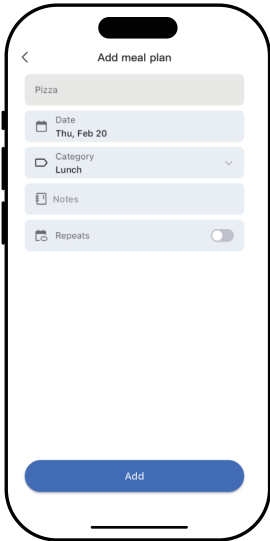 Add meal plan
Pizza
Date
Thu, Feb 20
Category
Lunch
Notes
Repeats
Add